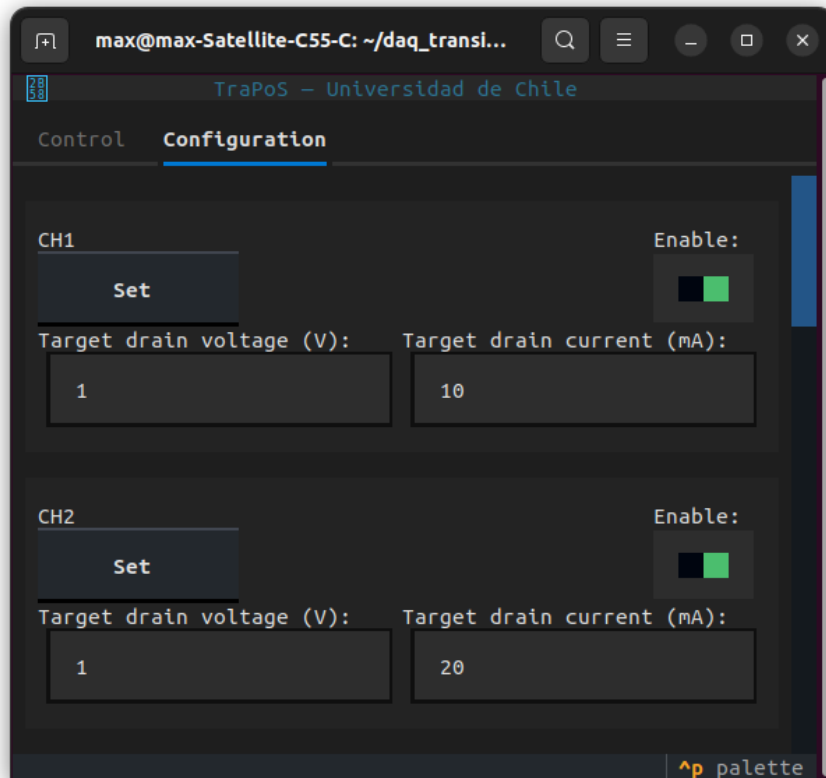 max@max-Satellite-C55-C: ~/daq_transi...
2B58 TraPoS — Universidad de Chile
Control Configuration
CH1 Enable:
Set
Target drain voltage (V): Target drain current (mA):
1 10
CH2 Enable:
Set
Target drain voltage (V): Target drain current (mA):
1 20
^p palette